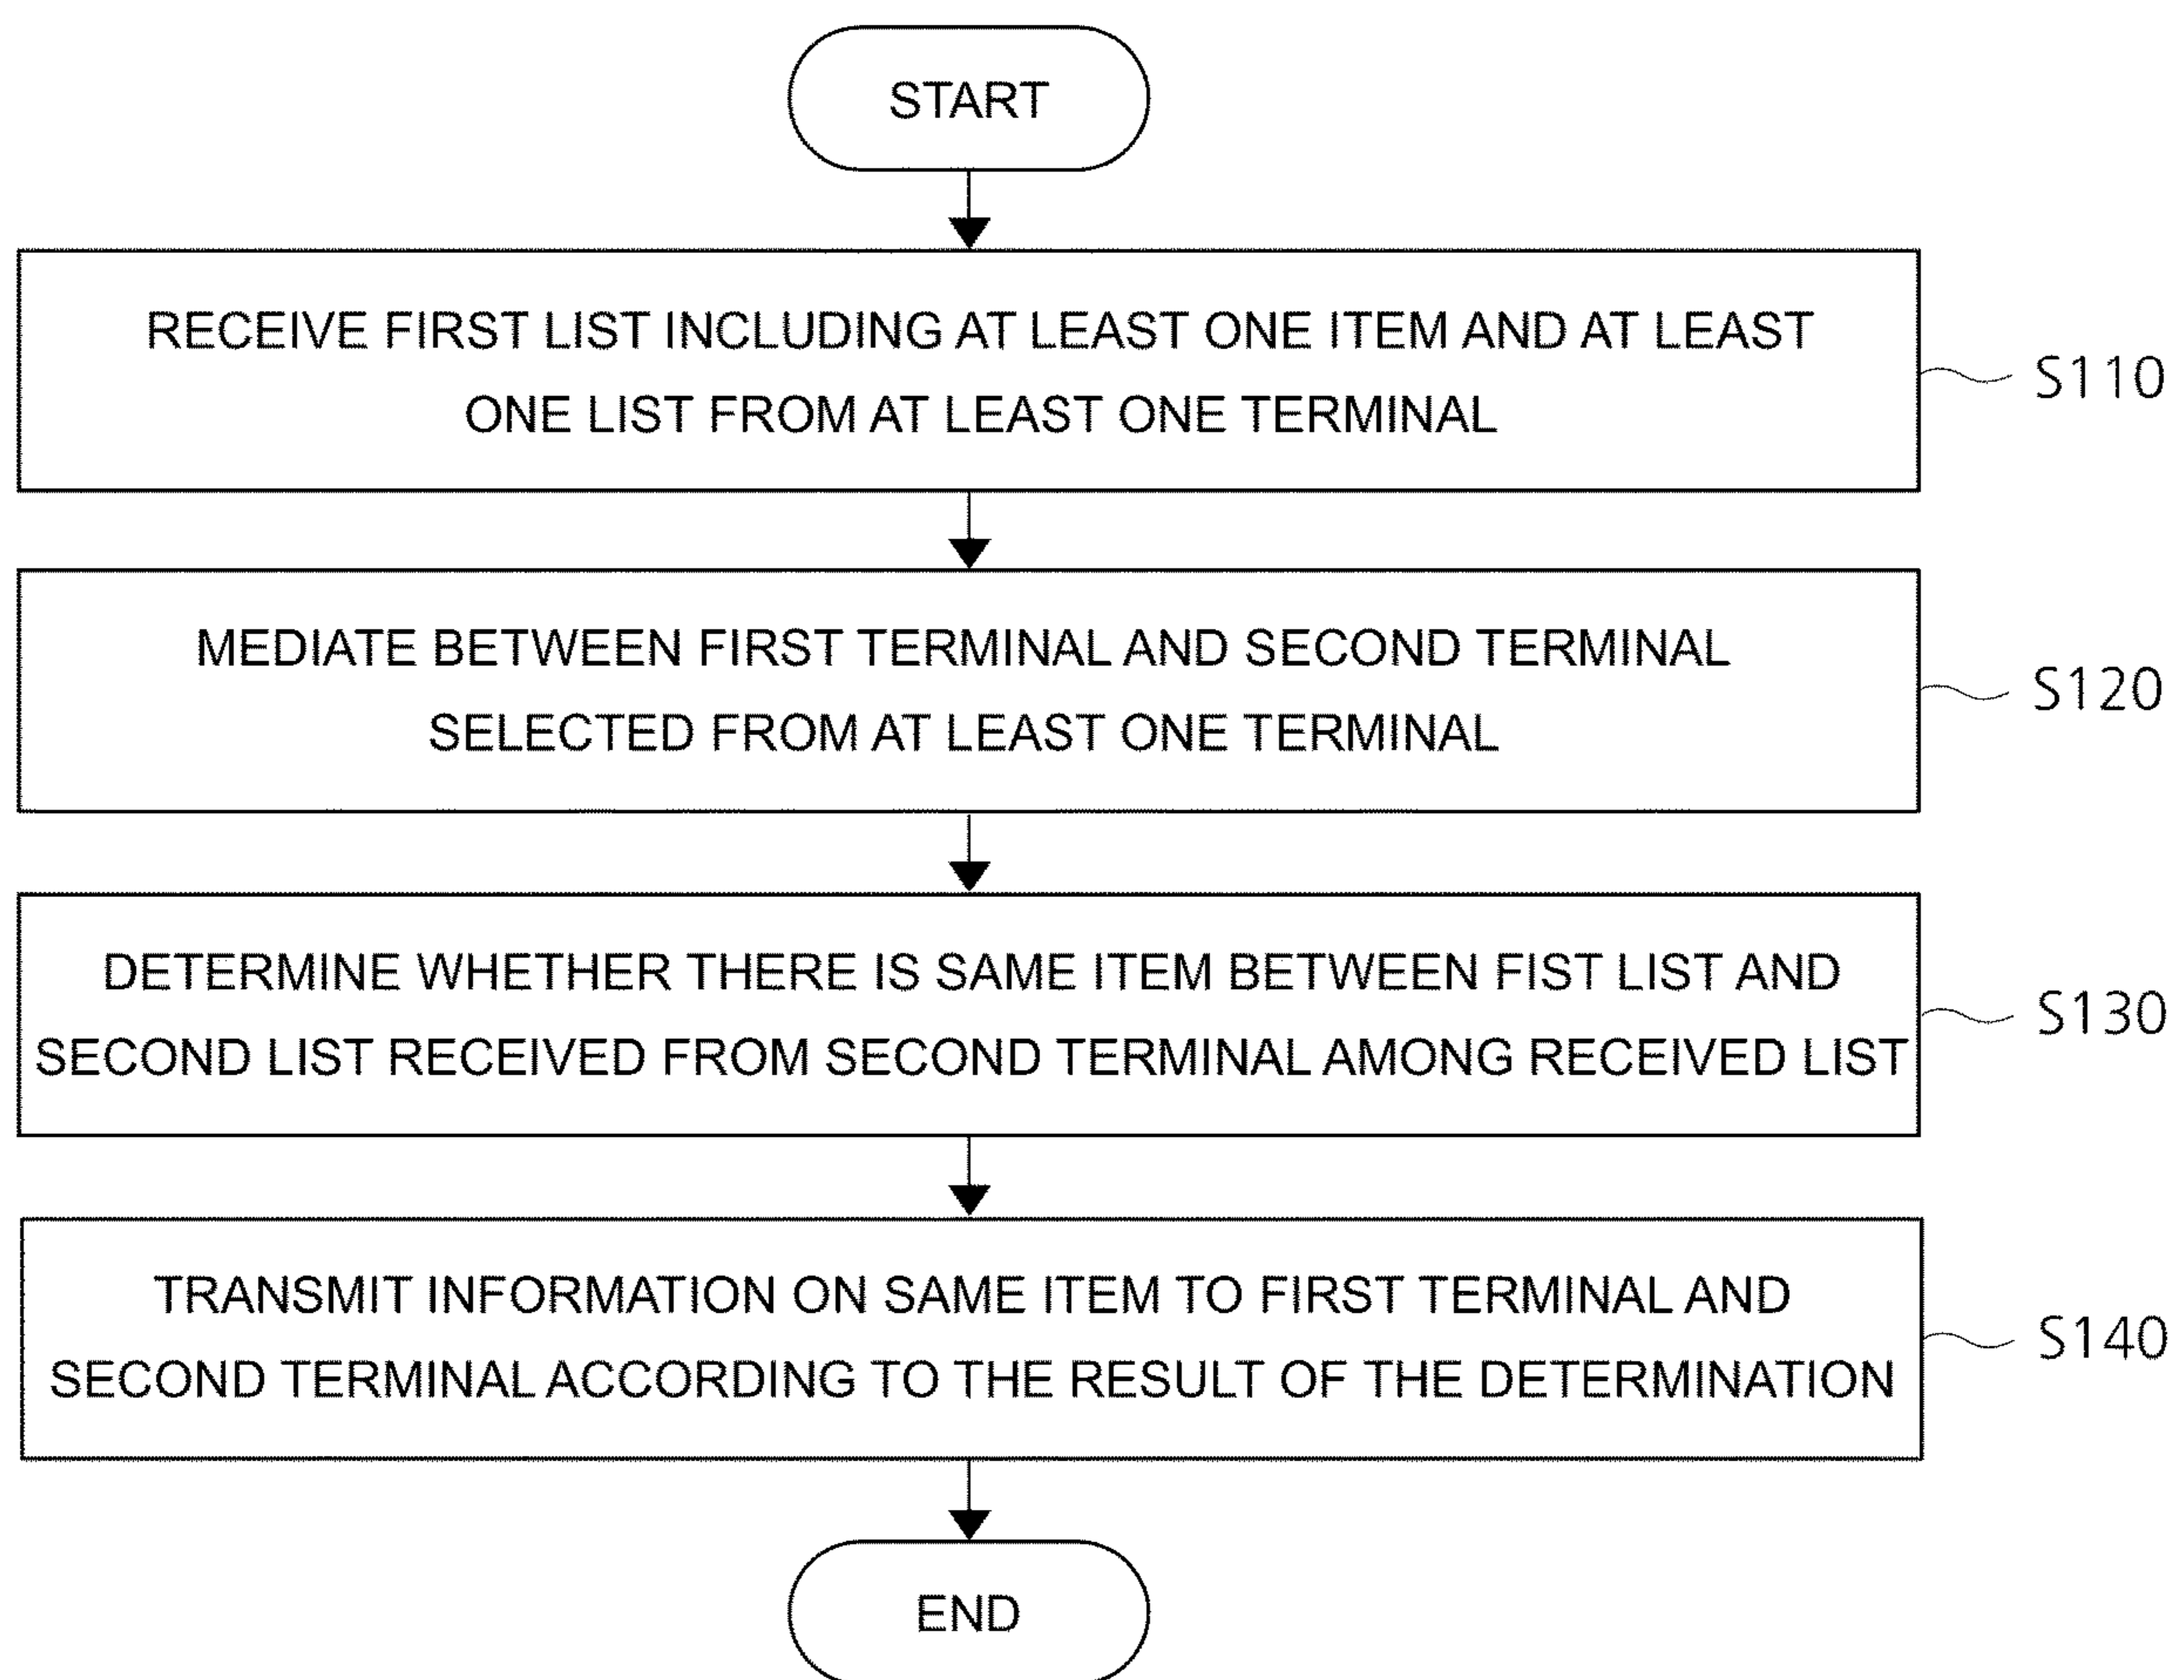 START
RECEIVE FIRST LIST INCLUDING AT LEAST ONE ITEM AND AT LEAST
ONE LIST FROM AT LEAST ONE TERMINAL
S110
MEDIATE BETWEEN FIRST TERMINAL AND SECOND TERMINAL
SELECTED FROM AT LEAST ONE TERMINAL
S120
DETERMINE WHETHER THERE IS SAME ITEM BETWEEN FIST LIST AND
SECOND LIST RECEIVED FROM SECOND TERMINAL AMONG RECEIVED LIST
S130
TRANSMIT INFORMATION ON SAME ITEM TO FIRST TERMINAL AND
SECOND TERMINAL ACCORDING TO THE RESULT OF THE DETERMINATION
S140
END